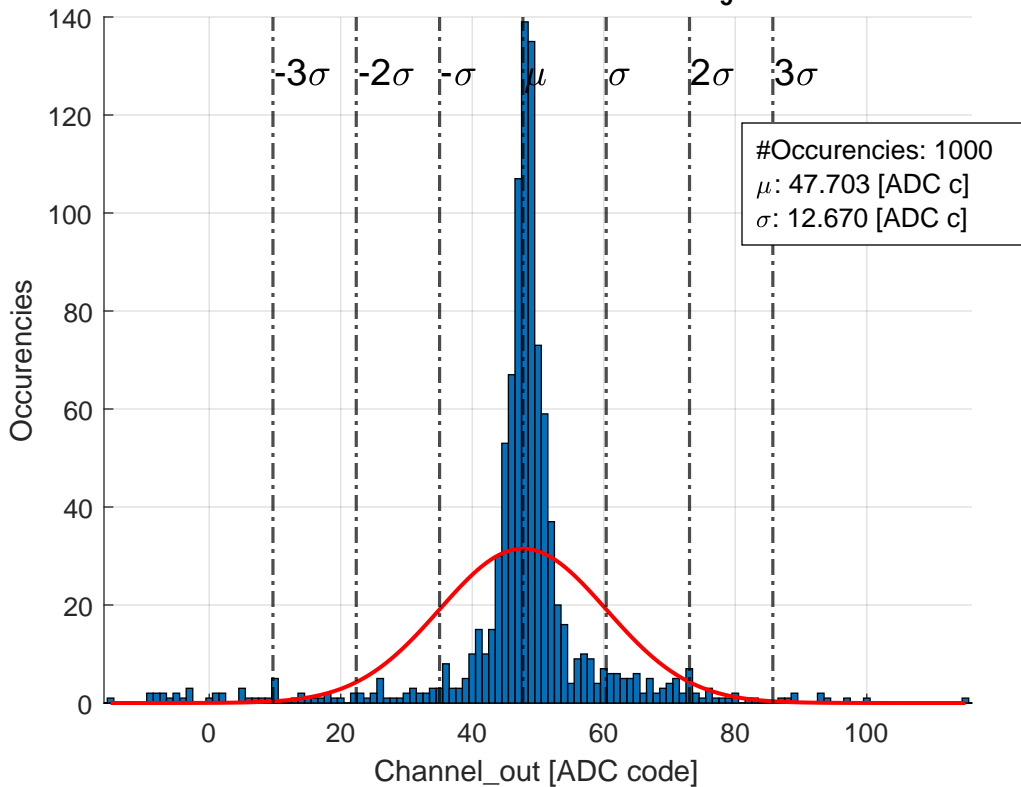 140
120
100
80
60
40
20
0
Occurencies
-3σ -2σ -σ μ σ 2σ 3σ
#Occurencies: 1000
μ: 47.703 [ADC c]
σ: 12.670 [ADC c]
0 20 40 60 80 100
Channel_out [ADC code]